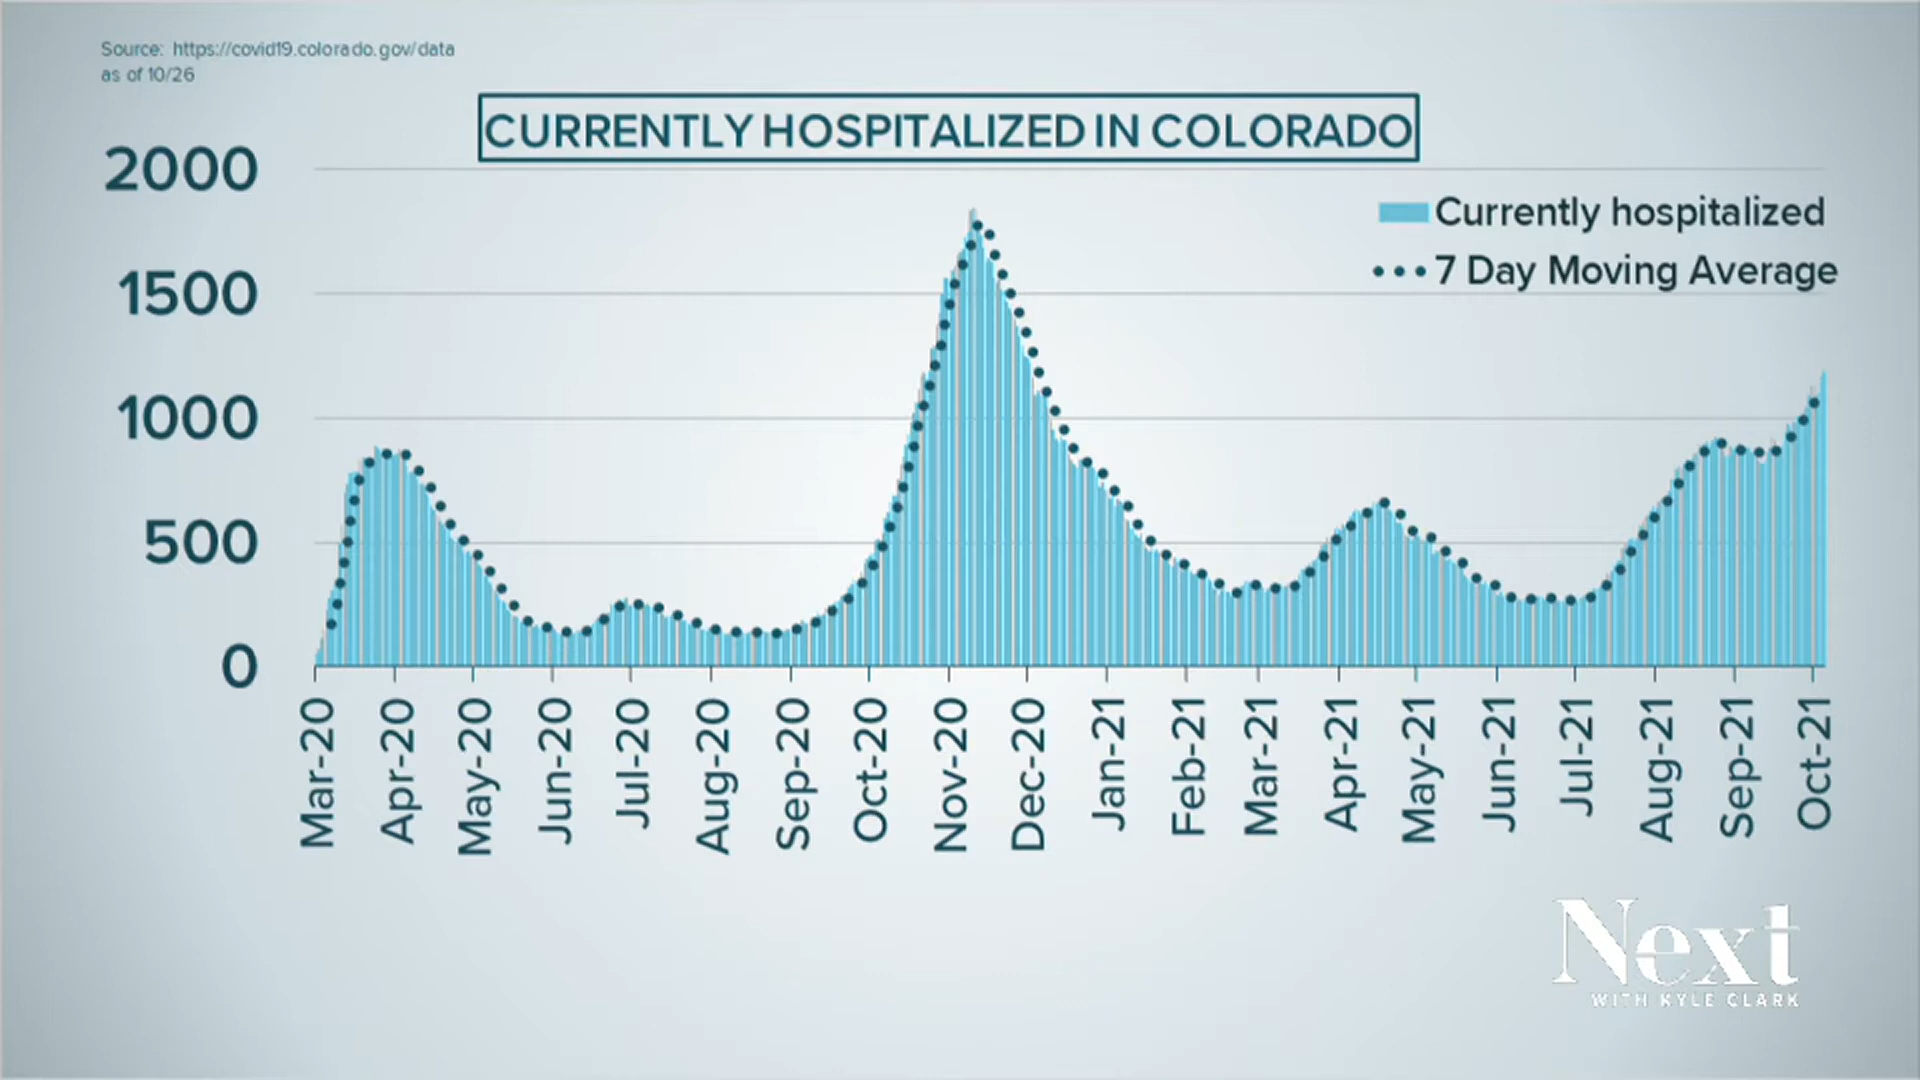 Source: https://covid19.colorado.gov/data
as of 10/26
CURRENTLY HOSPITALIZED IN COLORADO
2000
1500
1000
500
0
Currently hospitalized
7 Day Moving Average
Mar-20
Apr-20
May-20
Jun-20
Jul-20
Aug-20
Sep-20
Oct-20
Nov-20
Dec-20
Jan-21
Feb-21
Mar-21
Apr-21
May-21
Jun-21
Jul-21
Aug-21
Sep-21
Oct-21
Next
WITH KYLE CLARK